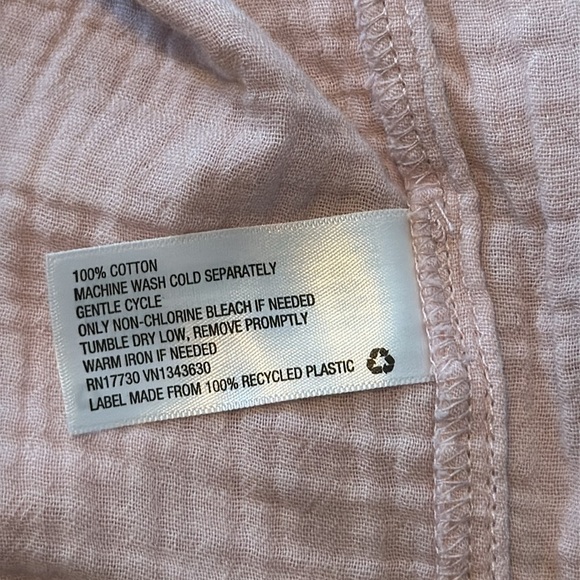 100% COTTON
MACHINE WASH COLD SEPARATELY
GENTLE CYCLE
ONLY NON-CHLORINE BLEACH IF NEEDED
TUMBLE DRY LOW, REMOVE PROMPTLY
WARM IRON IF NEEDED
RN17730 VN1343630
LABEL MADE FROM 100% RECYCLED PLASTIC